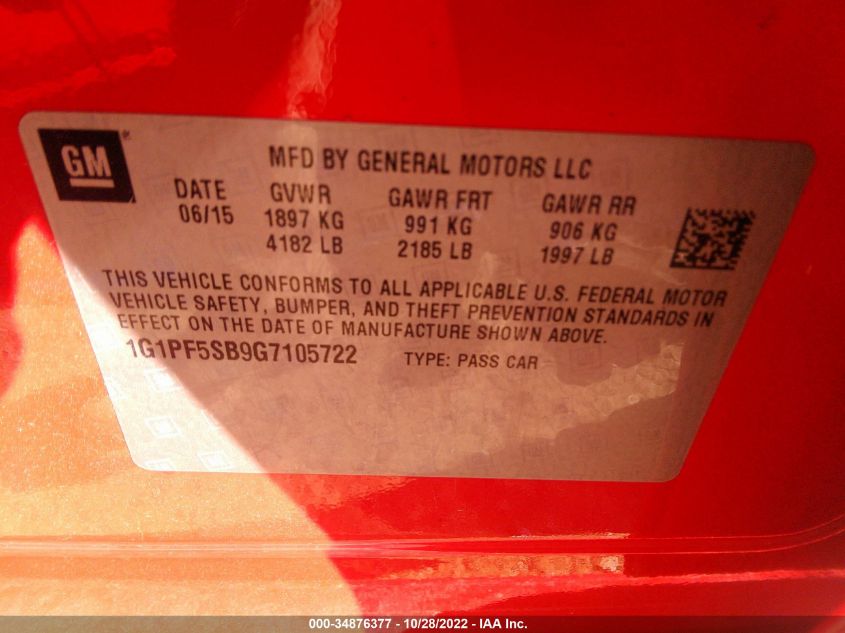 GM
MFD BY GENERAL MOTORS LLC
DATE GVWR GAWR FRT GAWR RR
06/15 1897 KG 991 KG 906 KG
4182 LB 2185 LB 1997 LB
THIS VEHICLE CONFORMS TO ALL APPLICABLE U.S. FEDERAL MOTOR
VEHICLE SAFETY, BUMPER, AND THEFT PREVENTION STANDARDS IN
EFFECT ON THE DATE OF MANUFACTURE SHOWN ABOVE.
1G1PF5SB9G7105722 TYPE: PASS CAR
000-34876377 - 10/28/2022 - IAA Inc.